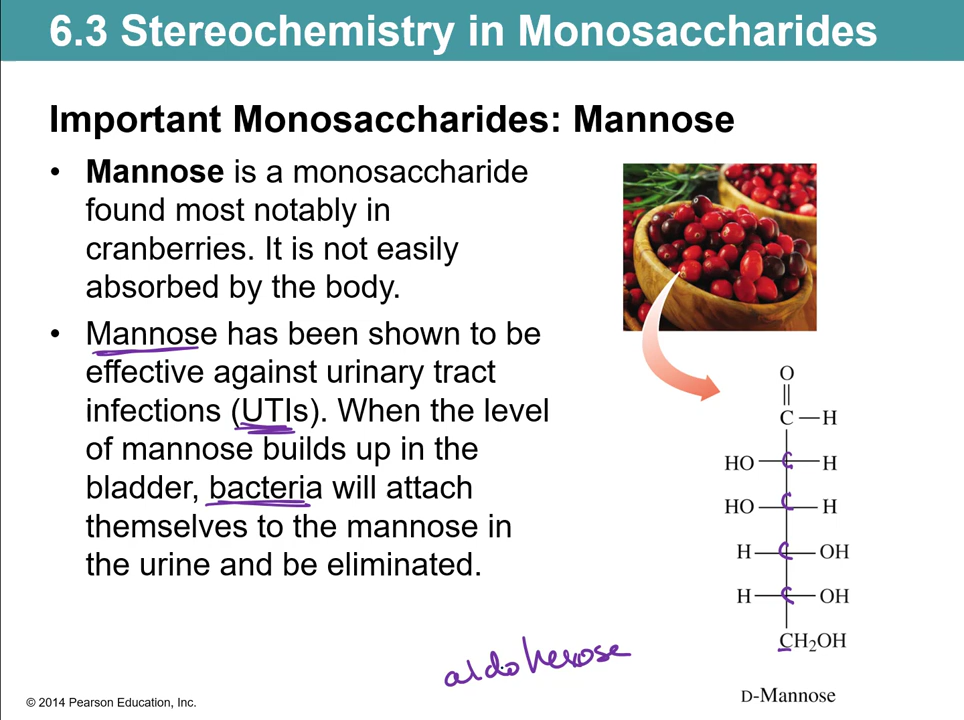 6.3 Stereochemistry in Monosaccharides
Important Monosaccharides: Mannose
• Mannose is a monosaccharide
found most notably in
cranberries. It is not easily
absorbed by the body.
• Mannose has been shown to be
effective against urinary tract
infections (UTIs). When the level
of mannose builds up in the
bladder, bacteria will attach
themselves to the mannose in
the urine and be eliminated.
O
C—H
HO C H
HO C H
H C OH
H C OH
CH₂OH
D-Mannose
aldohexose
© 2014 Pearson Education, Inc.